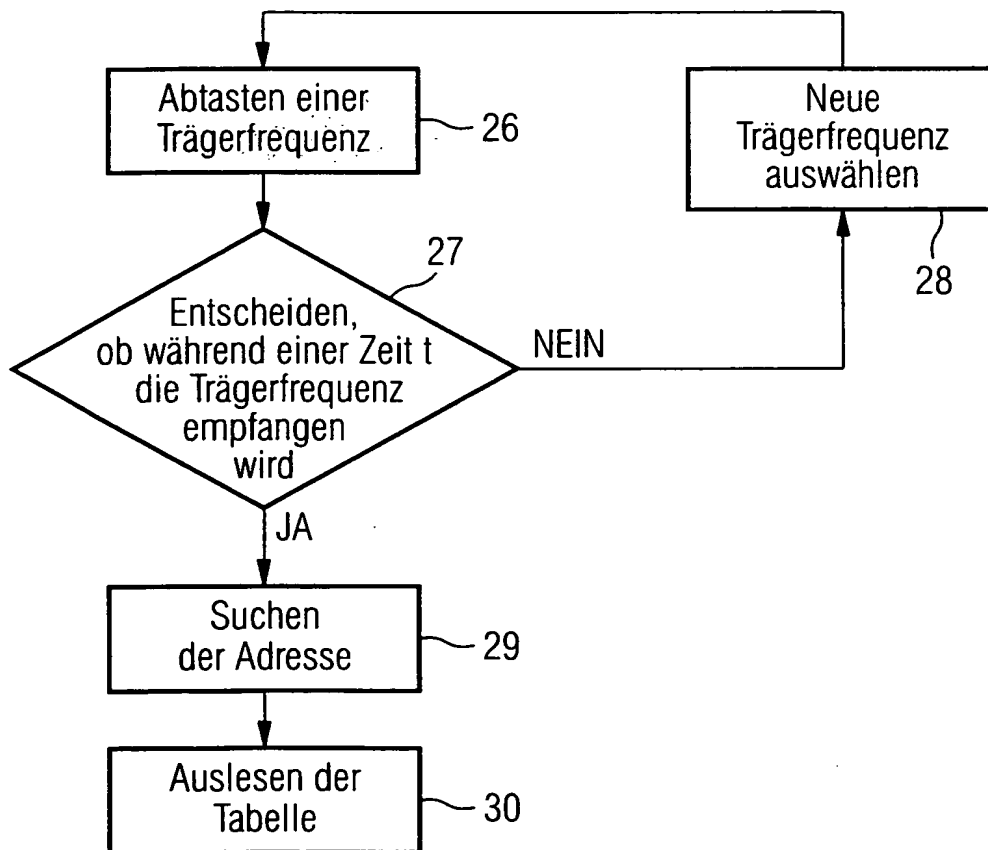 Abtasten einer
Trägerfrequenz
26
Neue
Trägerfrequenz
auswählen
28
27
Entscheiden,
ob während einer Zeit t
die Trägerfrequenz
empfangen
wird
NEIN
JA
Suchen
der Adresse
29
Auslesen der
Tabelle
30